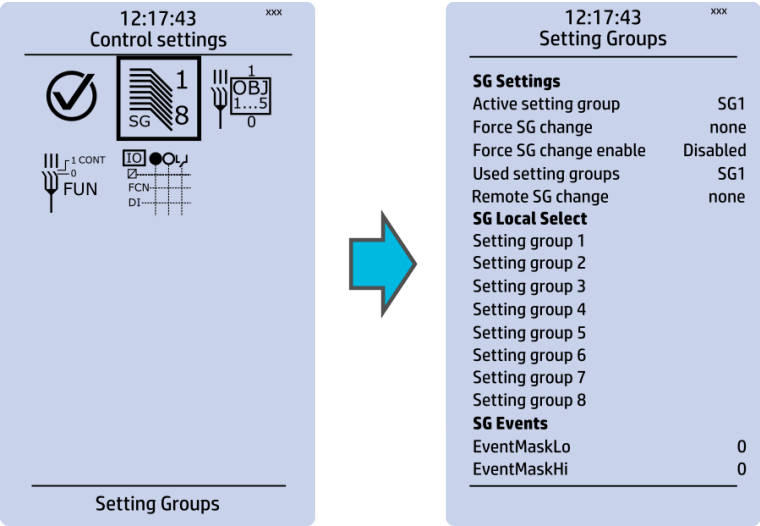 12:17:43 xxx
Control settings
1
SG 8
1
OBJ
1...5
0
1 CONT
0
FUN
IO
FCN
DI
Setting Groups
12:17:43 xxx
Setting Groups
SG Settings
Active setting group SG1
Force SG change none
Force SG change enable Disabled
Used setting groups SG1
Remote SG change none
SG Local Select
Setting group 1
Setting group 2
Setting group 3
Setting group 4
Setting group 5
Setting group 6
Setting group 7
Setting group 8
SG Events
EventMaskLo 0
EventMaskHi 0